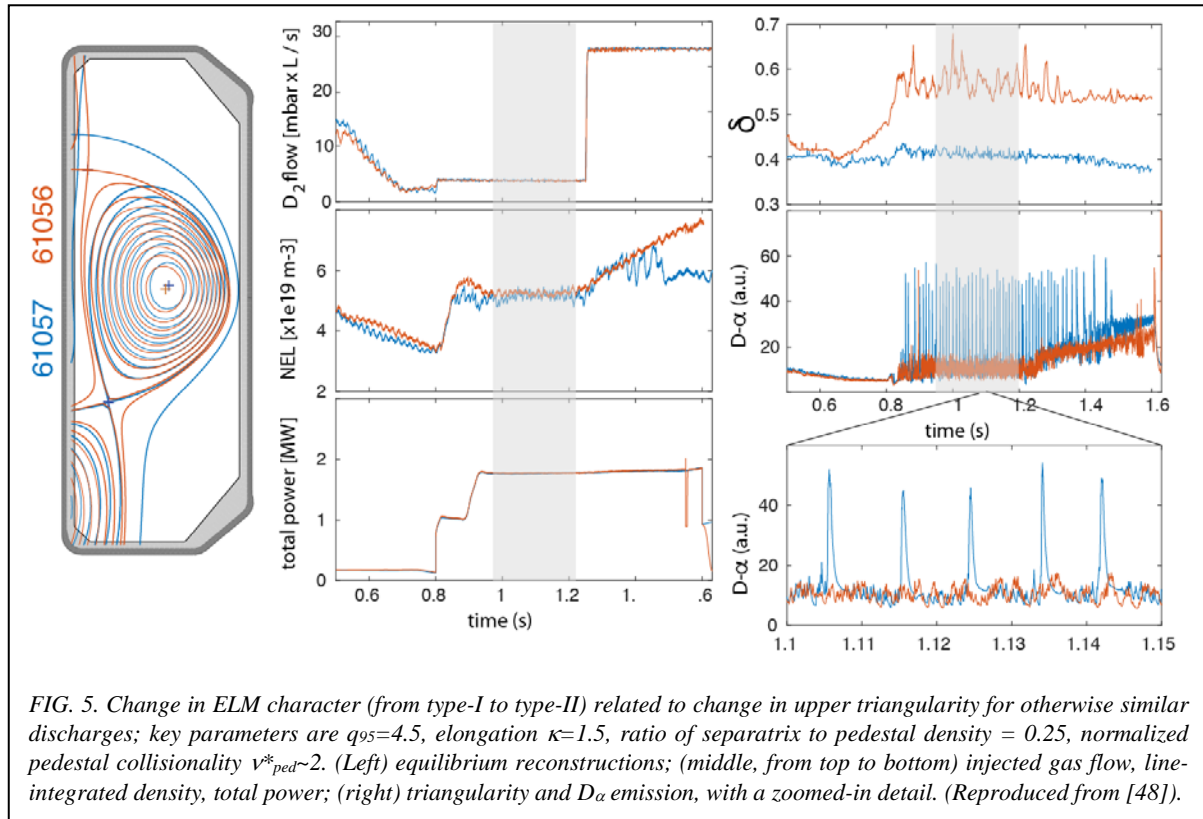 61057 61056
D₂ flow [mbar x L / s]
30
20
10
0
NEL [x1e19 m-3]
6
4
2
total power [MW]
2
1
0
0.6 0.8 1. 1.2 1. .6
time (s)
δ
0.7
0.6
0.5
0.4
0.3
D-α (a.u.)
60
40
20
0.6 0.8 1 1.2 1.4 1.6
time (s)
D-α (a.u.)
40
20
0
1.1 1.11 1.12 1.13 1.14 1.15
FIG. 5. Change in ELM character (from type-I to type-II) related to change in upper triangularity for otherwise similar
discharges; key parameters are q95=4.5, elongation κ=1.5, ratio of separatrix to pedestal density = 0.25, normalized
pedestal collisionality ν*ped~2. (Left) equilibrium reconstructions; (middle, from top to bottom) injected gas flow, line-
integrated density, total power; (right) triangularity and Dα emission, with a zoomed-in detail. (Reproduced from [48]).